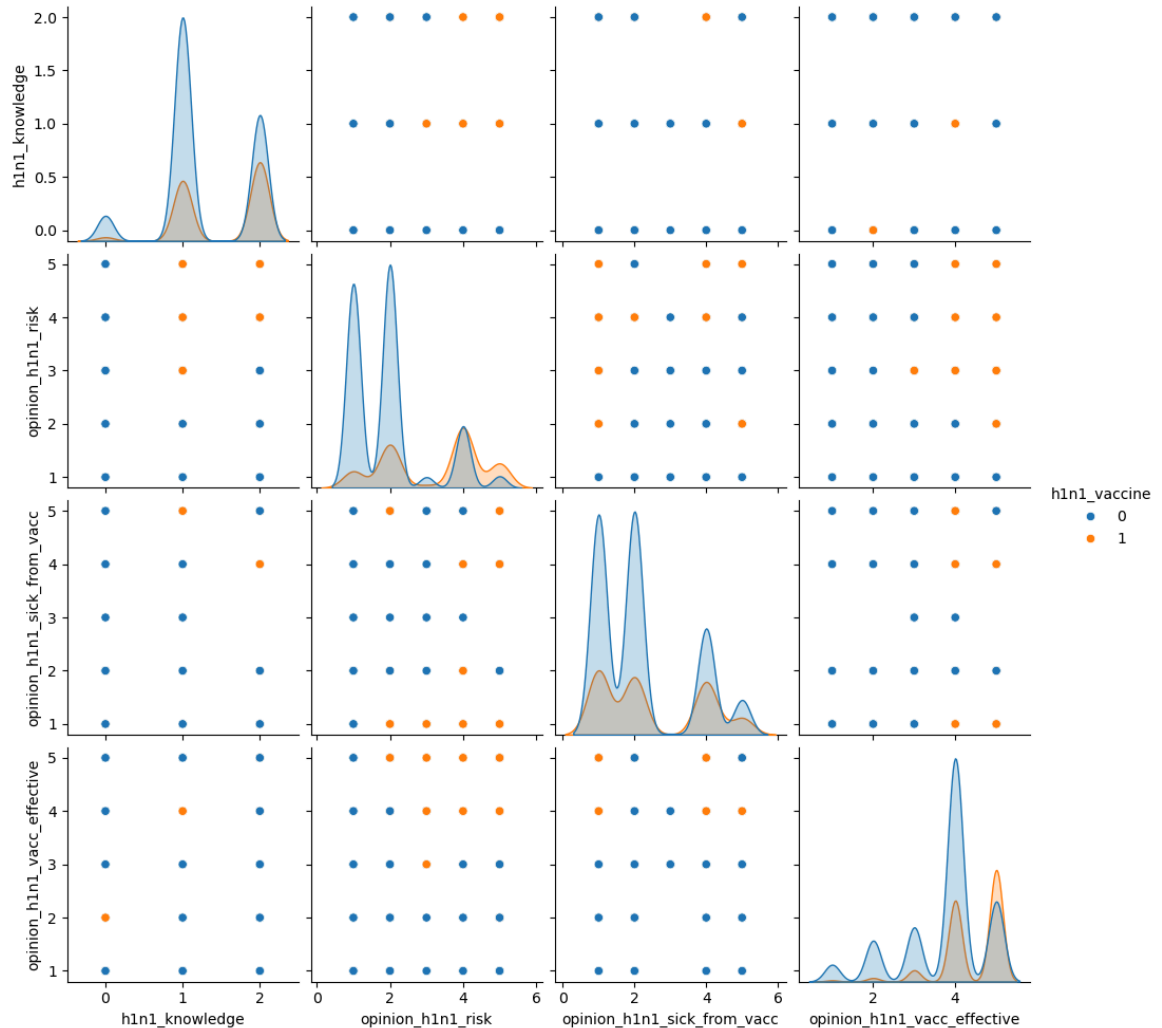 h1n1_knowledge
2.0
1.5
1.0
0.5
0.0
opinion_h1n1_risk
5
4
3
2
1
opinion_h1n1_sick_from_vacc
5
4
3
2
1
h1n1_vaccine
0
1
opinion_h1n1_vacc_effective
5
4
3
2
1
0 1 2
0 2 4 6
0 2 4 6
2 4
h1n1_knowledge
opinion_h1n1_risk
opinion_h1n1_sick_from_vacc
opinion_h1n1_vacc_effective